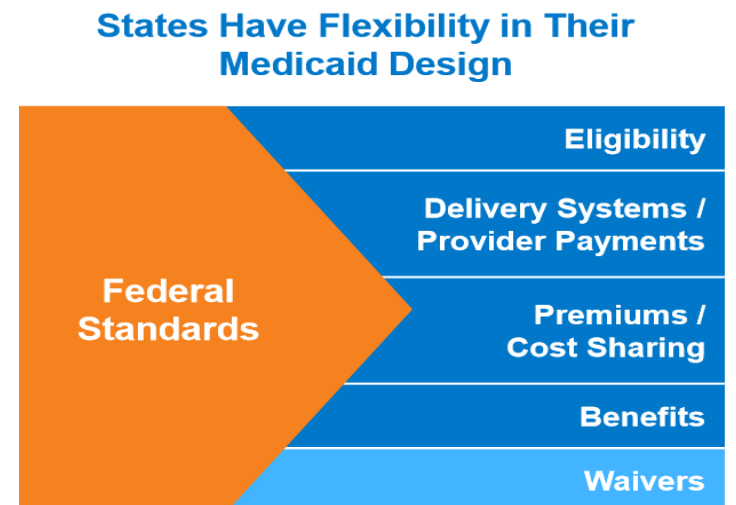 States Have Flexibility in Their
Medicaid Design
Federal
Standards
Eligibility
Delivery Systems /
Provider Payments
Premiums /
Cost Sharing
Benefits
Waivers